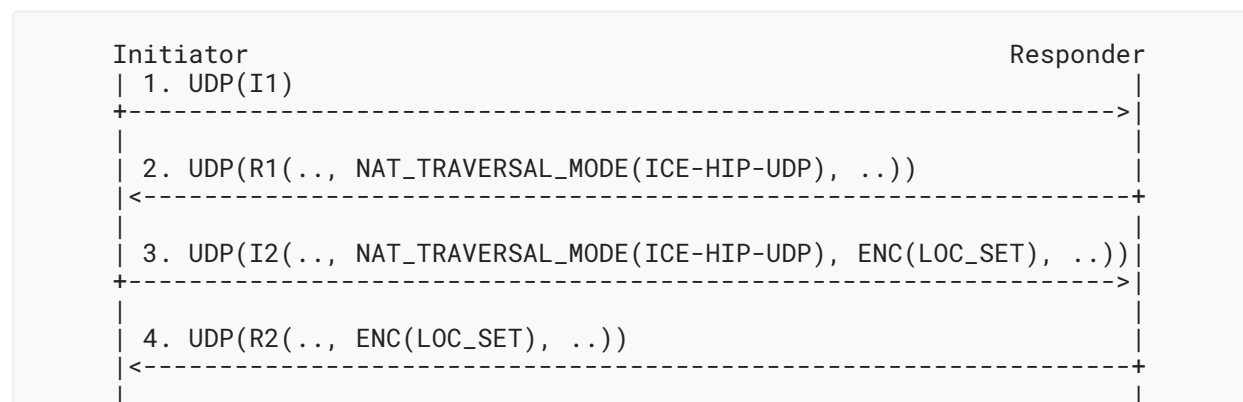 Initiator                                                  Responder
| 1. UDP(I1)                                                       |
+----------------------------------------------------------------->|
|                                                                  |
| 2. UDP(R1(.., NAT_TRAVERSAL_MODE(ICE-HIP-UDP), ..))              |
|<-----------------------------------------------------------------+
|                                                                  |
| 3. UDP(I2(.., NAT_TRAVERSAL_MODE(ICE-HIP-UDP), ENC(LOC_SET), ..))|
+----------------------------------------------------------------->|
|                                                                  |
| 4. UDP(R2(.., ENC(LOC_SET), ..))                                 |
|<-----------------------------------------------------------------+
|                                                                  |